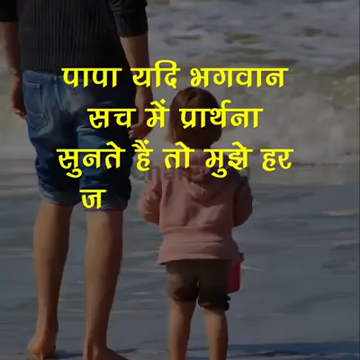 पापा यदि भगवान
सच में प्रार्थना
सुनते हैं तो मुझे हर
ज